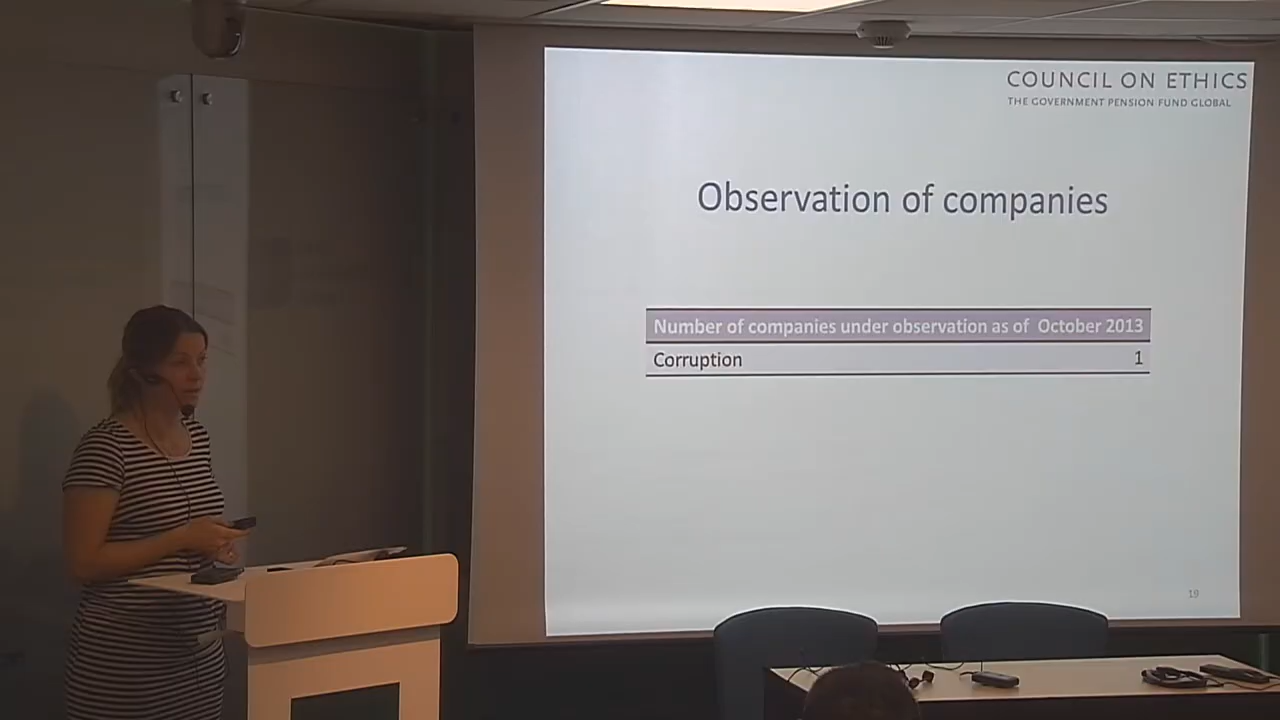 COUNCIL ON ETHICS
THE GOVERNMENT PENSION FUND GLOBAL
Observation of companies
Number of companies under observation as of October 2013
Corruption 1
19